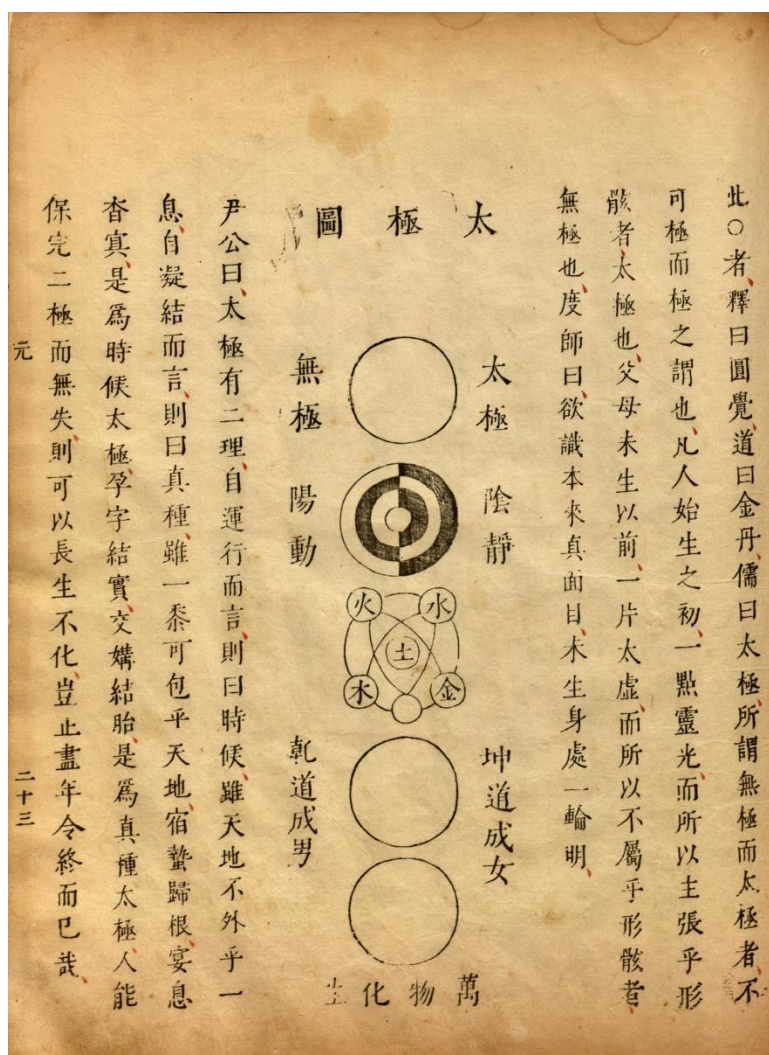 此○者、釋曰圓覺、道曰金丹、儒曰太極、所謂無極而太極者、不
可極而極之謂也、凡人始生之初、一點靈光、而所以主張乎形
骸者、太極也、父母未生以前、一片太虛、而所以不屬乎形骸者、
無極也、度師曰、欲識本來真面目、未生身處一輪明、
太極圖
太極
無極
陰靜
陽動
水
火
土
金
木
坤道成女
乾道成男
萬物化生
尹公曰、太極有二理、自運行而言、則曰時候、雖天地不外乎一
息、自凝結而言、則曰真種、雖一黍可包乎天地、宿蟄歸根、宴息
杳冥、是爲時候太極、孕字結實、交媾結胎、是爲真種太極、人能
保完二極而無失、則可以長生不化、豈止盡年令終而已哉、
元
二十三